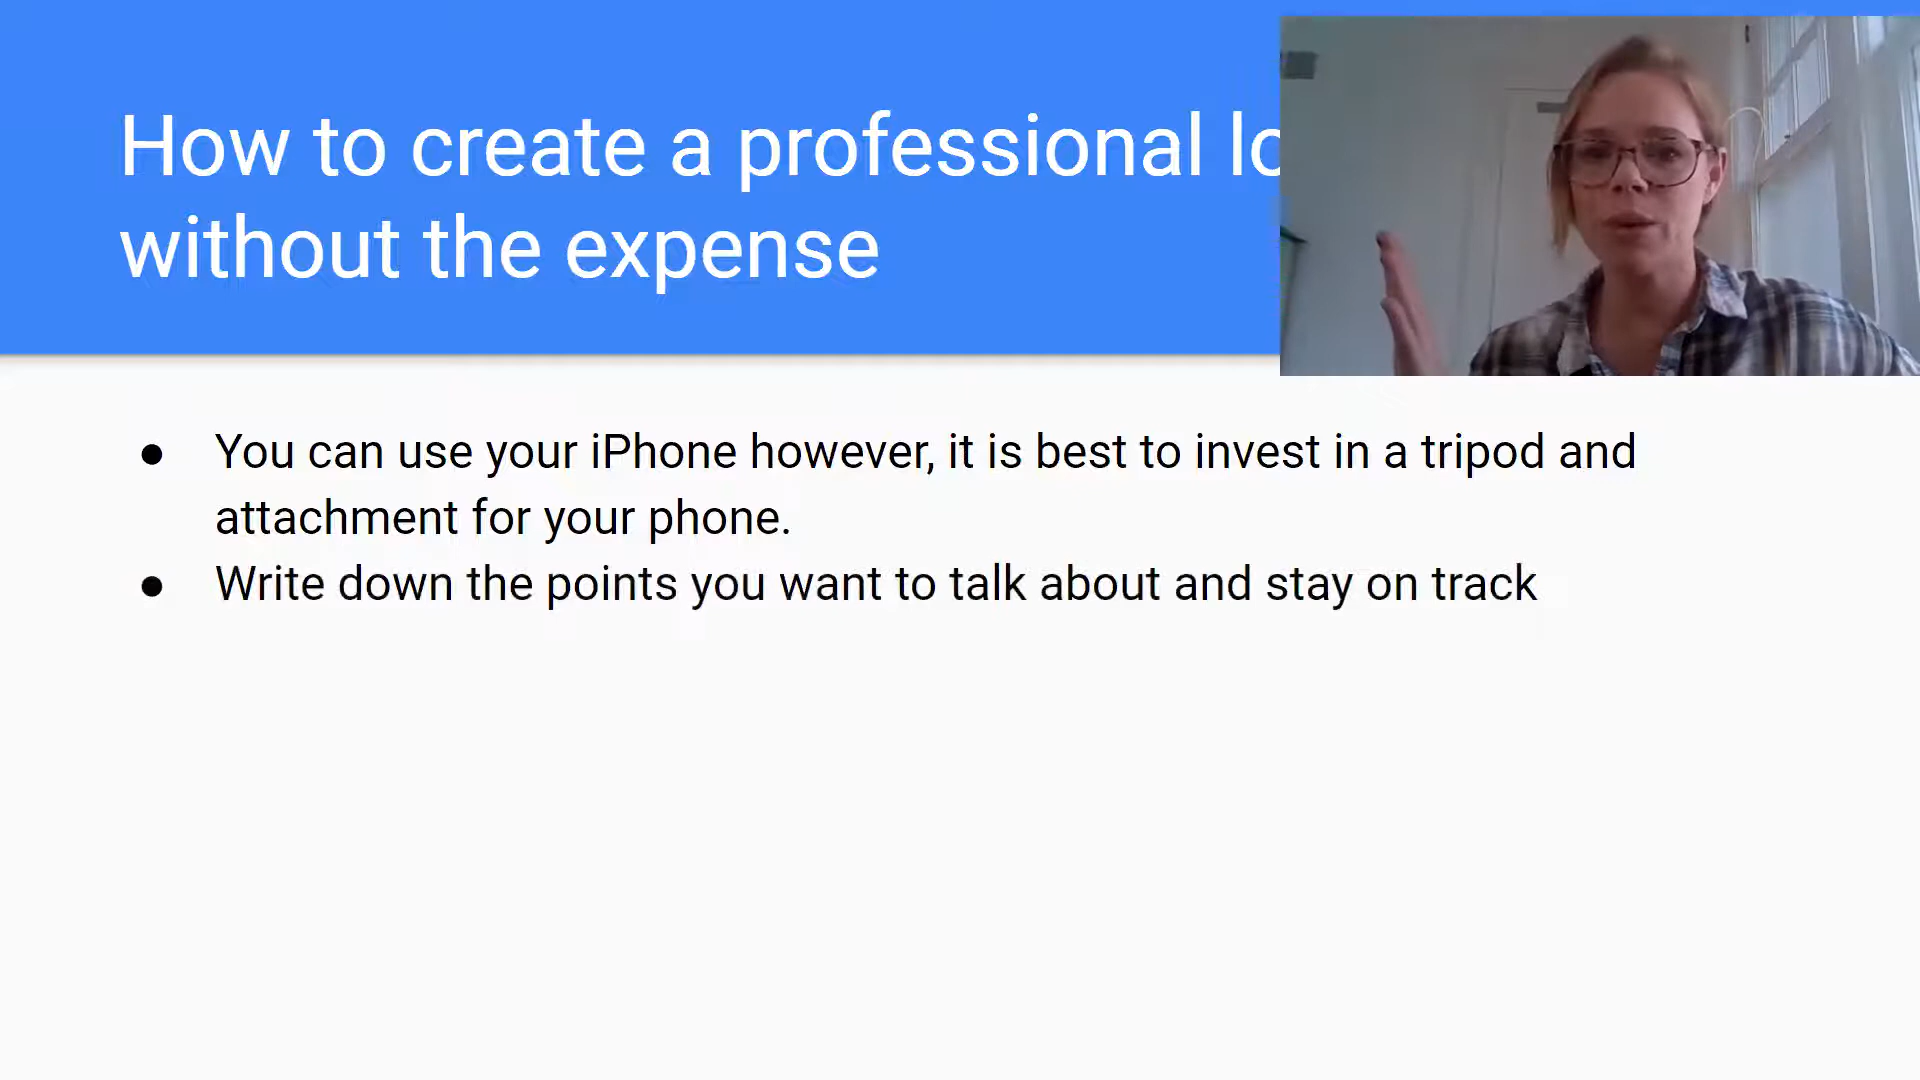 How to create a professional
without the expense
● You can use your iPhone however, it is best to invest in a tripod and
attachment for your phone.
● Write down the points you want to talk about and stay on track